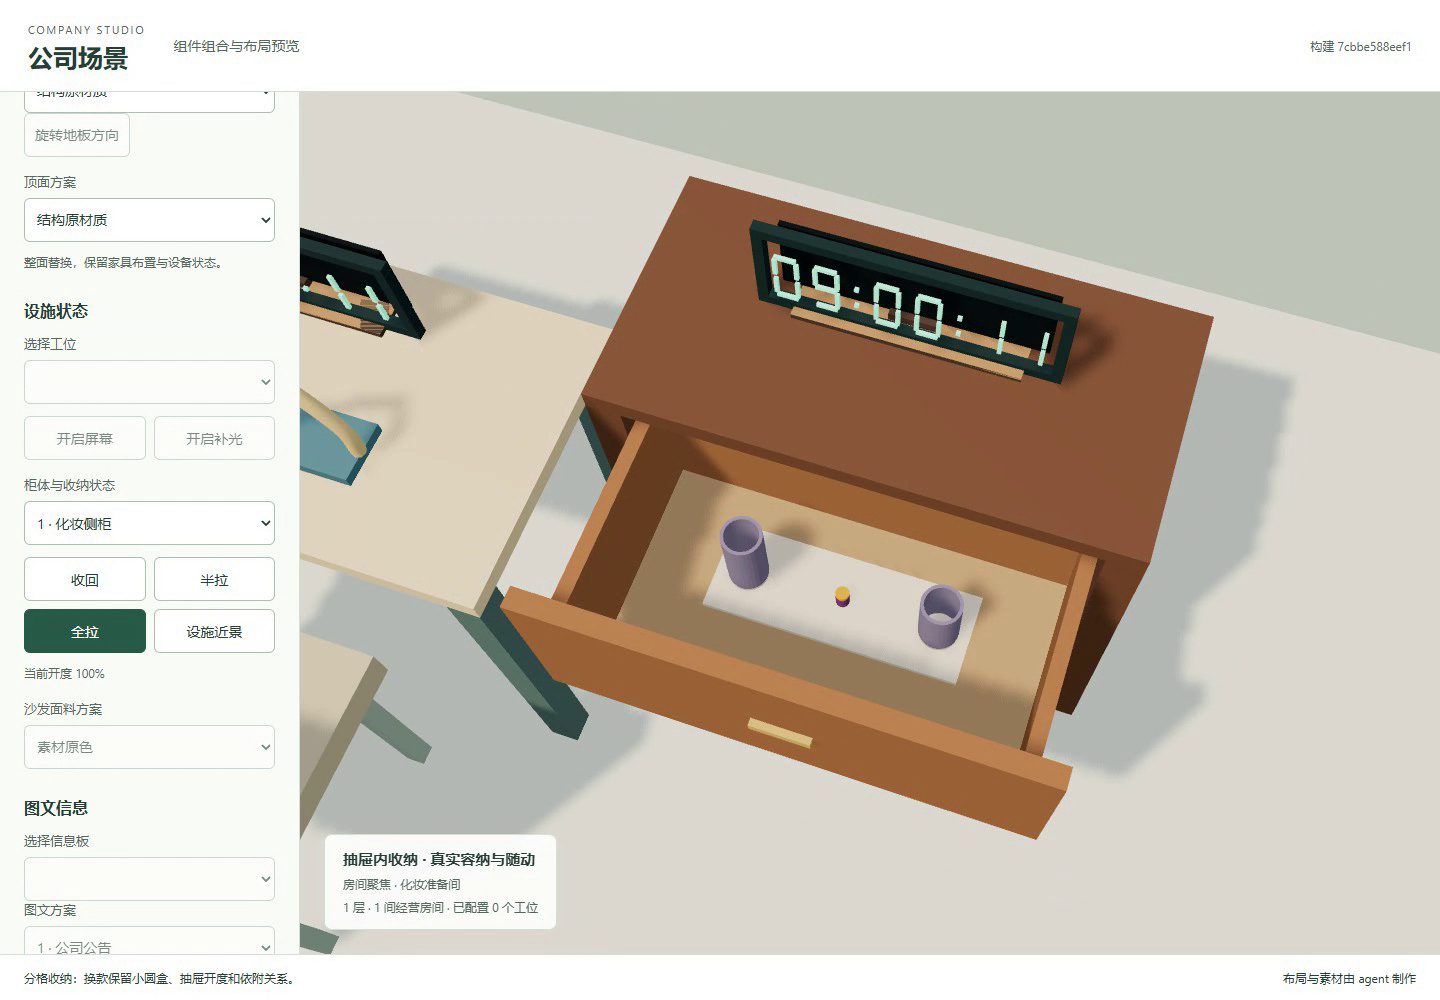 COMPANY STUDIO
公司场景
组件组合与布局预览
构建 7cbbe588eef1
结构原材质
旋转地板方向
顶面方案
结构原材质
整面替换，保留家具布置与设备状态。
设施状态
选择工位
开启屏幕
开启补光
柜体与收纳状态
1 · 化妆侧柜
收回
半拉
全拉
设施近景
当前开度 100%
沙发面料方案
素材原色
图文信息
选择信息板
图文方案
1 · 公司公告
09:00:11
抽屉内收纳 · 真实容纳与随动
房间聚焦 · 化妆准备间
1 层 · 1 间经营房间 · 已配置 0 个工位
分格收纳：换款保留小圆盒、抽屉开度和依附关系。
布局与素材由 agent 制作